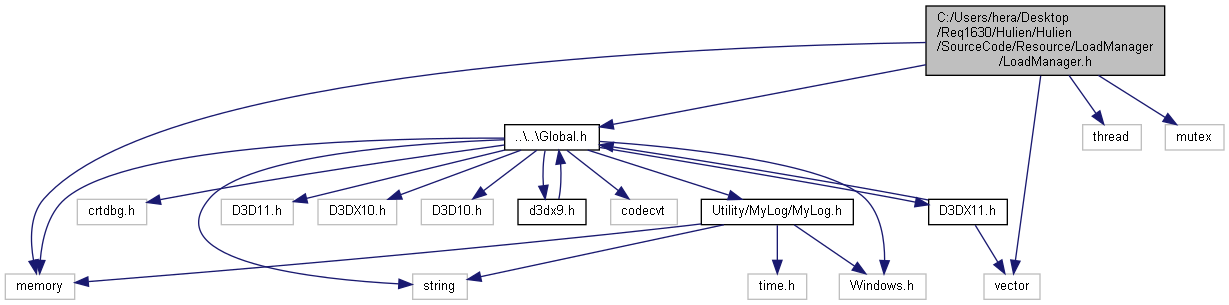 C:/Users/hera/Desktop
/Req1630/Hulien/Hulien
/SourceCode/Resource/LoadManager
/LoadManager.h
..\..\Global.h
thread
mutex
crtdbg.h
D3D11.h
D3DX10.h
D3D10.h
d3dx9.h
codecvt
Utility/MyLog/MyLog.h
D3DX11.h
memory
string
time.h
Windows.h
vector